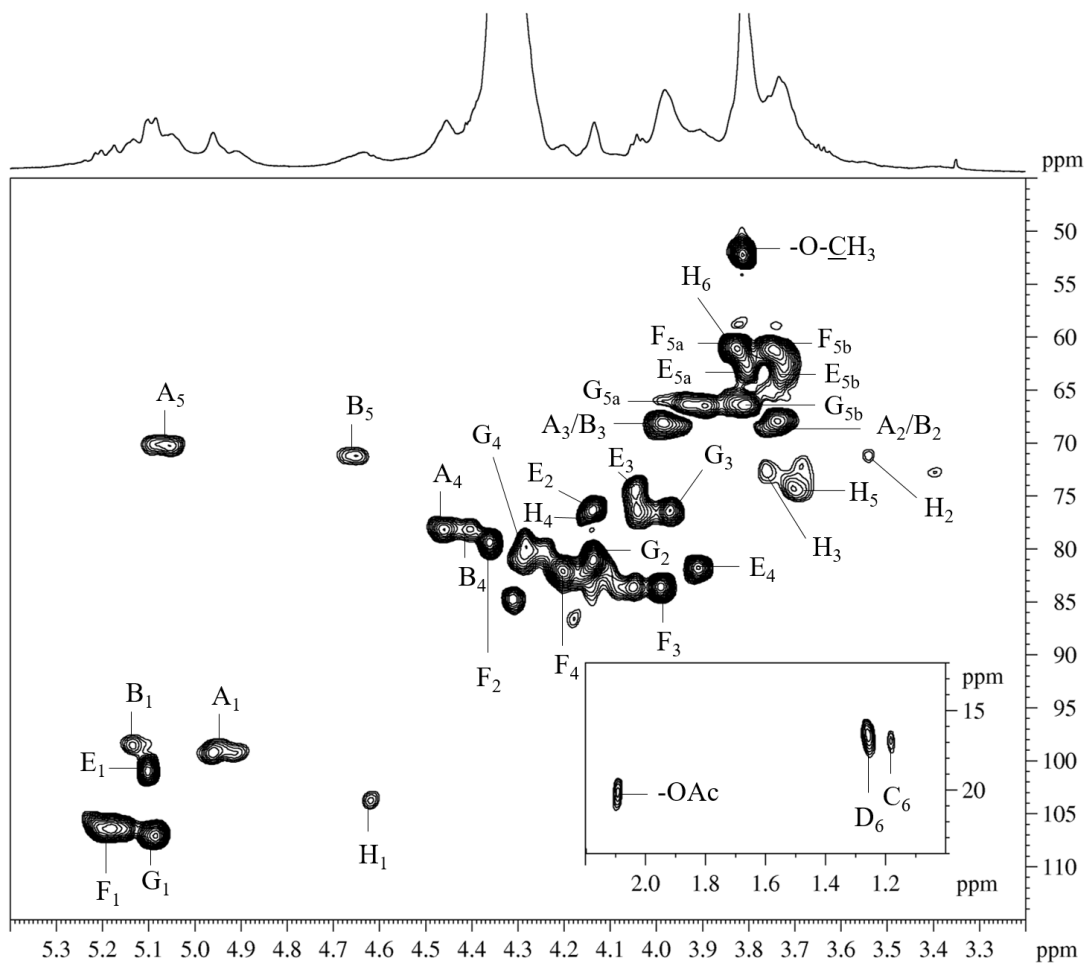 ppm
50
-O-CH₃
55
H₆
60
F₅ₐ
F₅b
E₅ₐ
E₅b
65
G₅ₐ
G₅b
A₅
B₅
A₃/B₃
A₂/B₂
70
G₄
E₃
G₃
A₄
E₂
H₅
H₂
75
H₄
H₃
80
B₄
G₂
E₄
85
F₂
F₄
F₃
90
B₁
A₁
ppm
15
95
E₁
-OAc
20
D₆
C₆
100
105
F₁
G₁
H₁
2.0 1.8 1.6 1.4 1.2 ppm
110
5.3 5.2 5.1 5.0 4.9 4.8 4.7 4.6 4.5 4.4 4.3 4.2 4.1 4.0 3.9 3.8 3.7 3.6 3.5 3.4 3.3 ppm